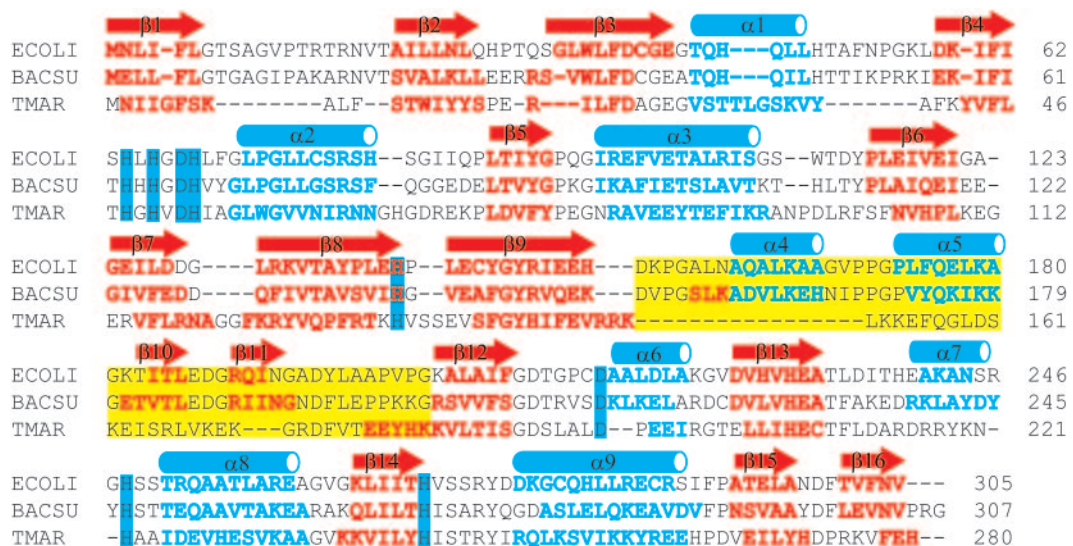 β1 β2 β3 α1 β4
ECOLI MNLI-FLGTSAGVPTRTRNVTAILLNLQHPTQSGLWLFDCGEGTQH---QLLHTAFNPGKLDK-IFI 62
BACSU MELL-FLGTGAGIPAKARNVTSVALKLLEERRS-VWLFDCGEATQH---QILHTTIKPRKIEK-IFI 61
TMAR MNIIGFSK--------ALF-STWIYYSPE-R---ILFDAGEGVSTTLGSKVY------AFKYVFL 46
α2 β5 α3 β6
ECOLI SHLHGDHLFGLPGLLCSRSH--SGIIQPLTIYGPQGIREFVETALRISGS--WTDYPLEIVEIGA- 123
BACSU THHHGDHVYGLPGLLGSRSF--QGGEDELTVYGPKGIKAFIETSLAVTKT--HLTYPLAIQEIEE- 122
TMAR THGHVDHIAGLWGVVNIRNNGHGDREKPLDVFYPEGNRAVEEYTEFIKRANPDLRFSFNVHPLKEG 112
β7 β8 β9 α4 α5
ECOLI GEILDDG----LRKVTAYPLEHP--LECYGYRIEEH--DKPGALNAQALKAAGVPPGPLFQELKA 180
BACSU GIVFEDD----QFIVTAVSVIHG--VEAFGYRVQEK--DVPGSLKADVLKEHNIPPGPVYQKIKK 179
TMAR ERVFLRNAGGFKRYVQPFRTKHVSSEVSFGYHIFEVRRK-----------------LKKEFQGLDS 161
β10 β11 β12 α6 β13 α7
ECOLI GKTITLEDGRQINGADYLAAPVPGKALAIFGDTGPCDAALDLAKGVDVHVHEATLDITHEAKANSR 246
BACSU GETVTLEDGRIINGNDFLEPPKKGRSVVFSGDTRVSDKLKELARDCDVLVHEATFAKEDRKLAYDY 245
TMAR KEISRLVKEK---GRDFVTEEYHKKVLTISGDSLALD--PEEIRGTELLIHECTFLDARDRRYKN- 221
α8 β14 α9 β15 β16
ECOLI GHSSTRQAATLAREAGVGKLIITHVSSRYDDKGCQHLLRECRSIFPATELANDFTVFNV--- 305
BACSU YHSTTEQAAVTAKEARAKQLILTHISARYQGDASLELQKEAVDVFPNSVAAYDFLEVNVPRG 307
TMAR -HAAIDEVHESVKAAGVKKVILYHISTRYIRQLKSVIKKYREEHPDVEILYHDPRKVFEH 280